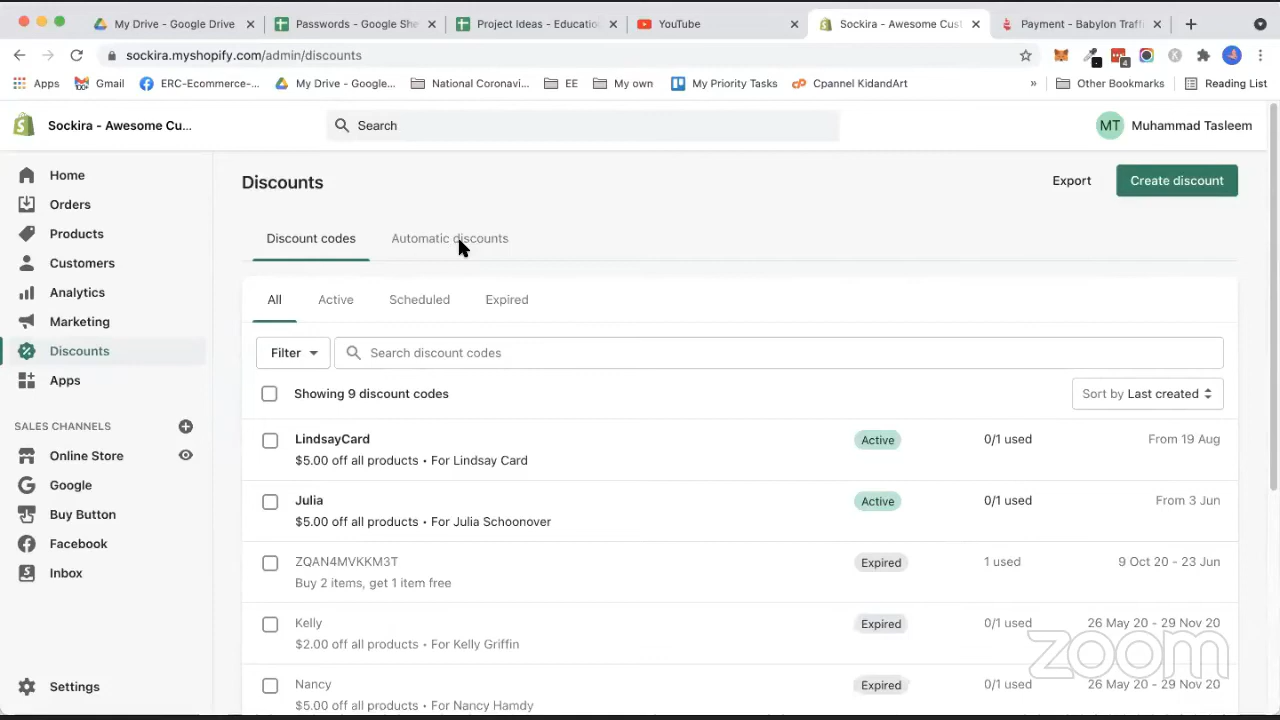 My Drive - Google Drive
Passwords - Google She
Project Ideas - Educatio
YouTube
Sockira - Awesome Cus
Payment - Babylon Traffi
sockira.myshopify.com/admin/discounts
4
K
Apps
Gmail
ERC-Ecommerce-...
My Drive - Google...
National Coronavi...
EE
My own
My Priority Tasks
Cpannel KidandArt
»
Other Bookmarks
Reading List
Sockira - Awesome Cu...
Search
MT
Muhammad Tasleem
Home
Orders
Products
Customers
Analytics
Marketing
Discounts
Apps
SALES CHANNELS
Online Store
Google
Buy Button
Facebook
Inbox
Settings
Discounts
Export
Create discount
Discount codes
Automatic discounts
All
Active
Scheduled
Expired
Filter
Search discount codes
Showing 9 discount codes
Sort by Last created
LindsayCard
Active
0/1 used
From 19 Aug
$5.00 off all products • For Lindsay Card
Julia
Active
0/1 used
From 3 Jun
$5.00 off all products • For Julia Schoonover
ZQAN4MVKKM3T
Expired
1 used
9 Oct 20 - 23 Jun
Buy 2 items, get 1 item free
Kelly
Expired
0/1 used
26 May 20 - 29 Nov 20
$2.00 off all products • For Kelly Griffin
Nancy
Expired
0/1 used
26 May 20 - 29 Nov 20
$5.00 off all products • For Nancy Hamdy
zoom